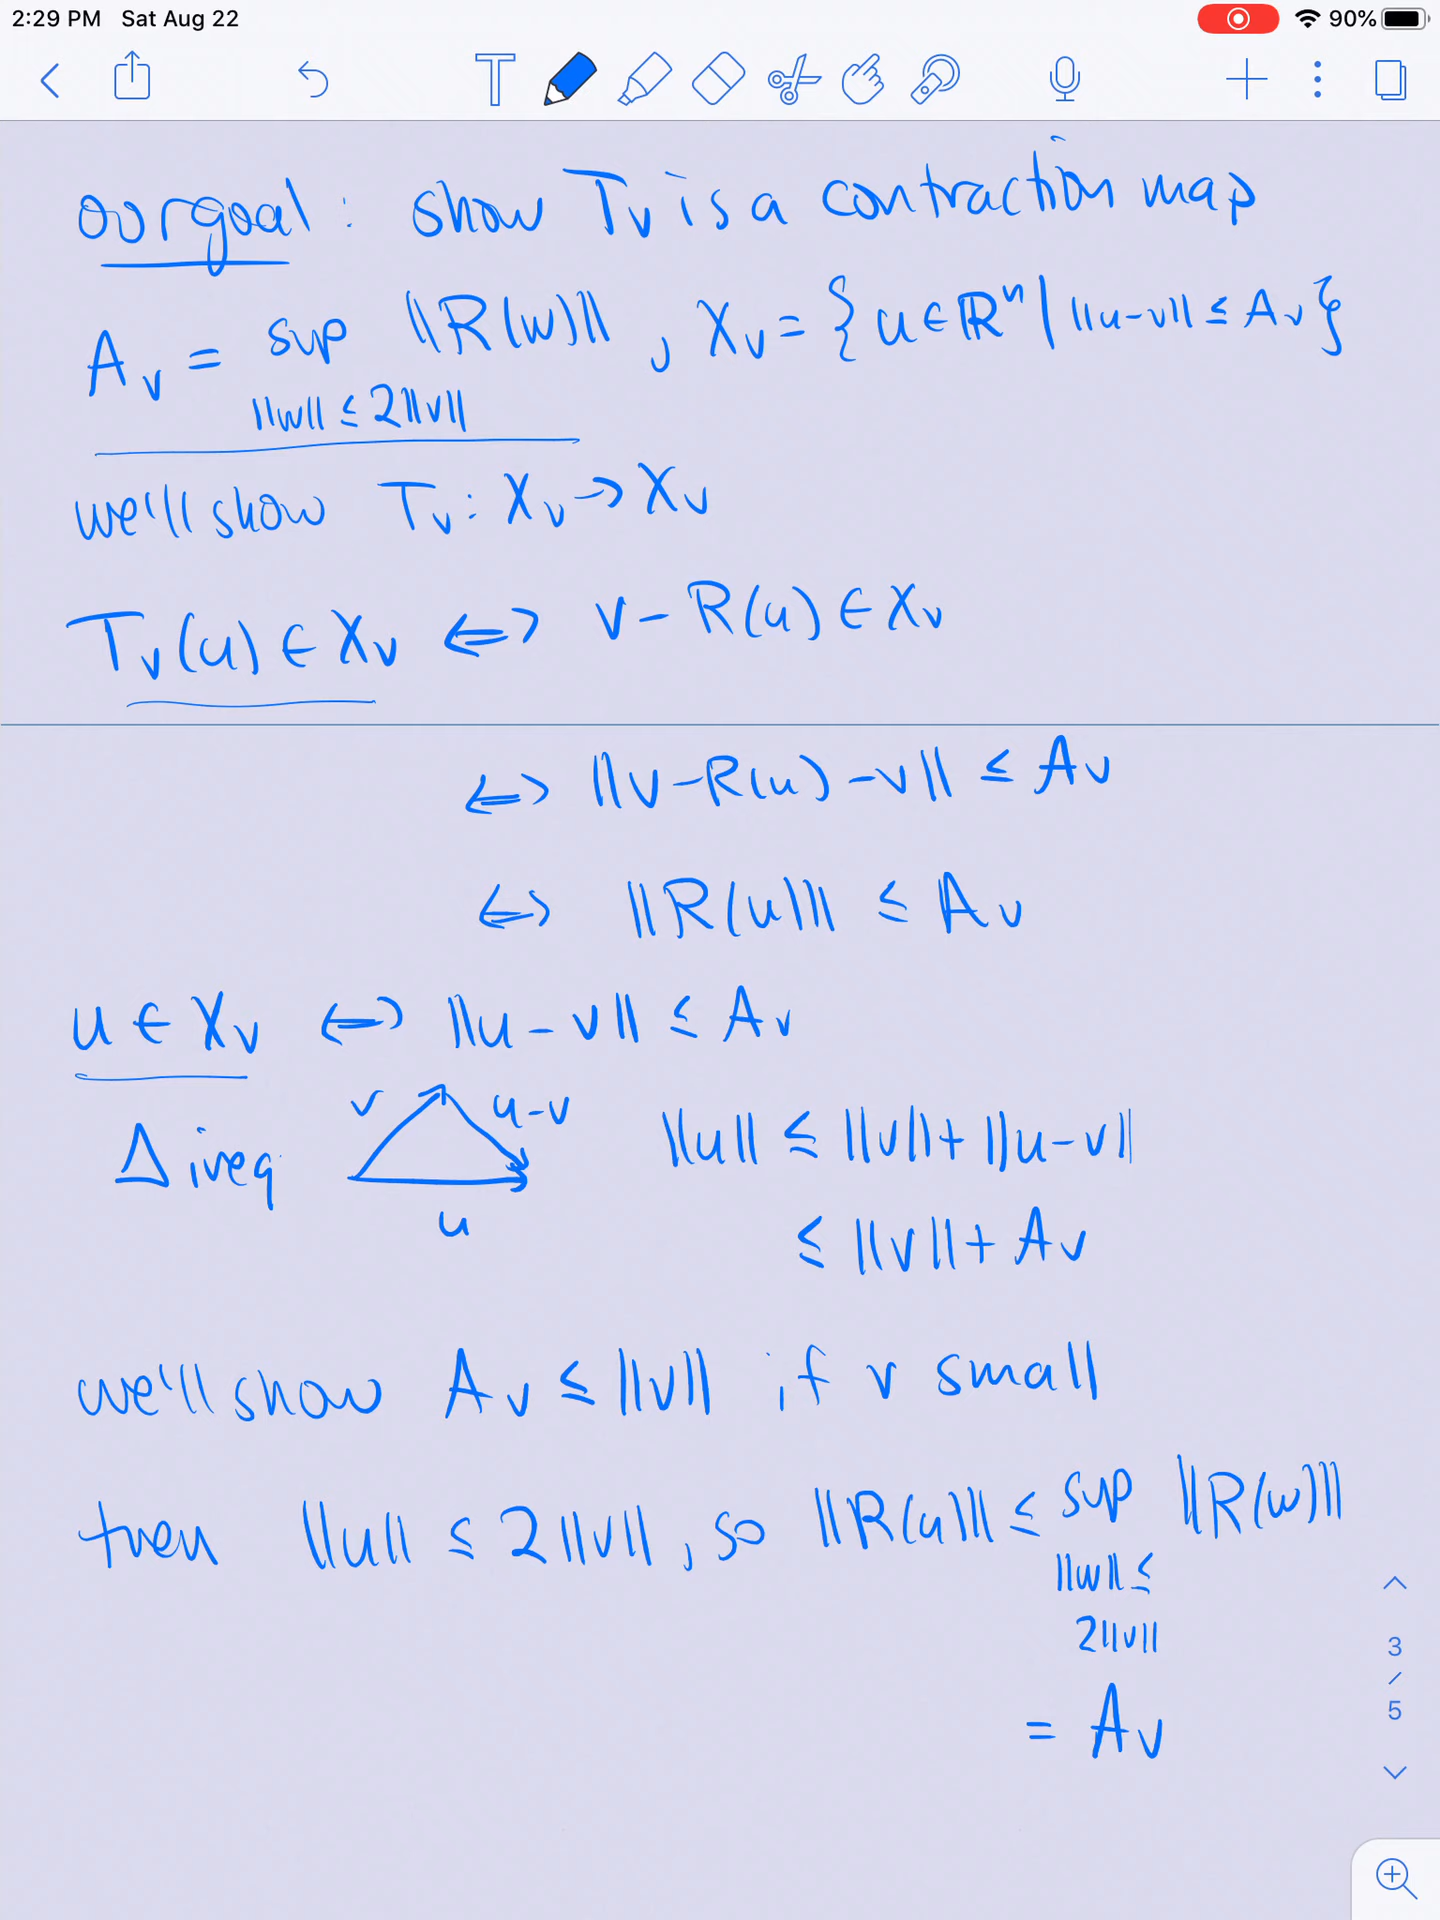 2:29 PM Sat Aug 22 90%
our goal: show Tv is a contraction map
Av = sup ||R(w)||, Xv = {u∈ℝⁿ | ||u-v|| ≤ Av}
||w|| ≤ 2||v||
we'll show Tv: Xv → Xv
Tv(u) ∈ Xv ⟺ v - R(u) ∈ Xv
⟺ ||v - R(u) - v|| ≤ Av
⟺ ||R(u)|| ≤ Av
u ∈ Xv ⟺ ||u - v|| ≤ Av
Δ ineq v u-v u ||u|| ≤ ||v|| + ||u-v||
≤ ||v|| + Av
we'll show Av ≤ ||v|| if v small
then ||u|| ≤ 2||v||, so ||R(u)|| ≤ sup ||R(w)||
||w|| ≤
2||v||
= Av
3
/
5